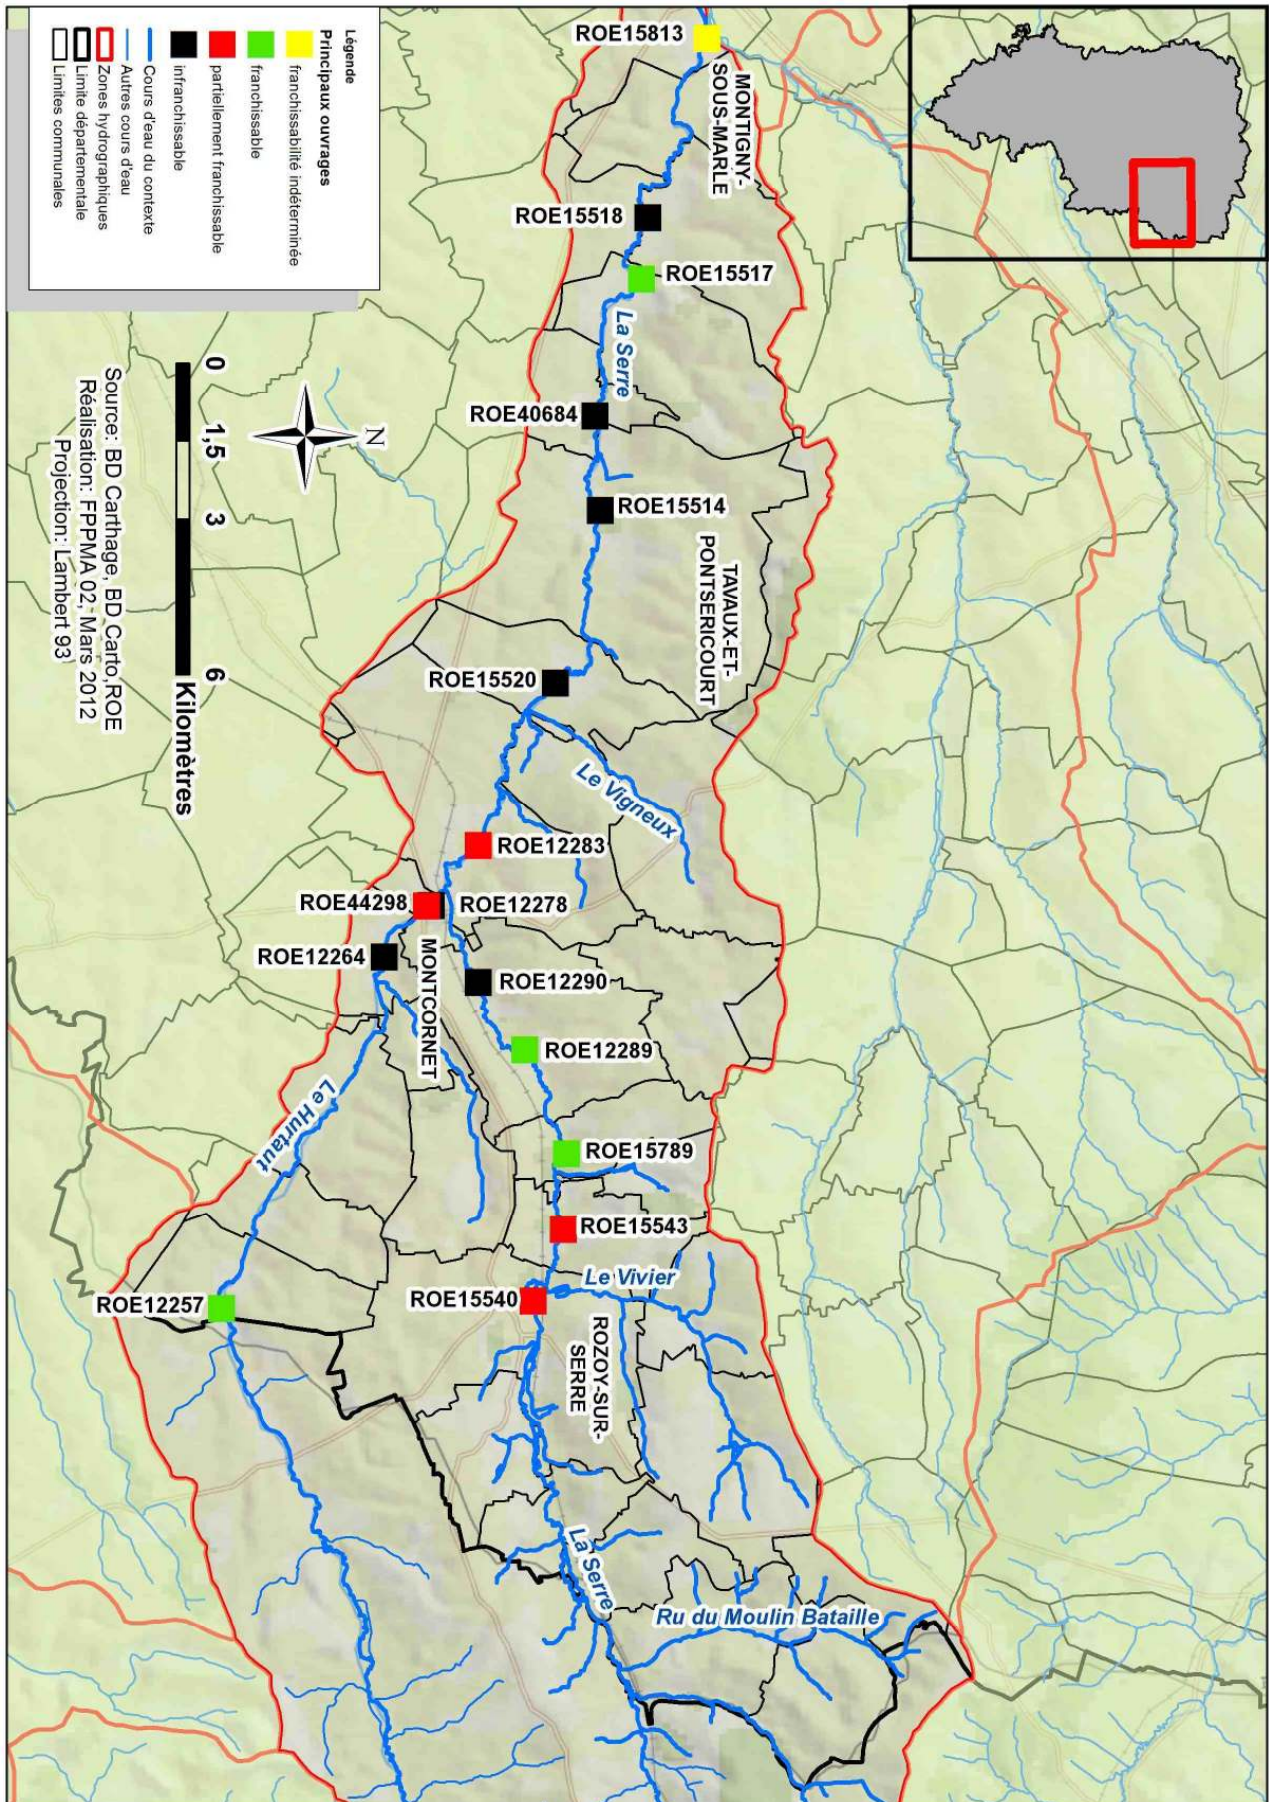 ROE15813
MONTIGNY-
SOUS-MARLE
ROE15518
ROE15517
La Serre
ROE40684
ROE15514
TAVAUX-ET-
PONTSERICOURT
ROE15520
Le Vigneux
ROE12283
ROE44298
ROE12278
ROE12264
MONTCORNET
ROE12290
ROE12289
Le Hurtaut
ROE15789
ROE15543
Le Vivier
ROE12257
ROE15540
ROZOY-SUR-
SERRE
La Serre
Ru du Moulin Bataille
Légende
Principaux ouvrages
franchissabilité indéterminée
franchissable
partiellement franchissable
infranchissable
Cours d'eau du contexte
Autres cours d'eau
Zones hydrographiques
Limite départementale
Limites communales
N
0 1,5 3 6
Kilomètres
Source: BD Carthage, BD Carto,ROE
Réalisation: FPPMA 02, Mars 2012
Projection: Lambert 93